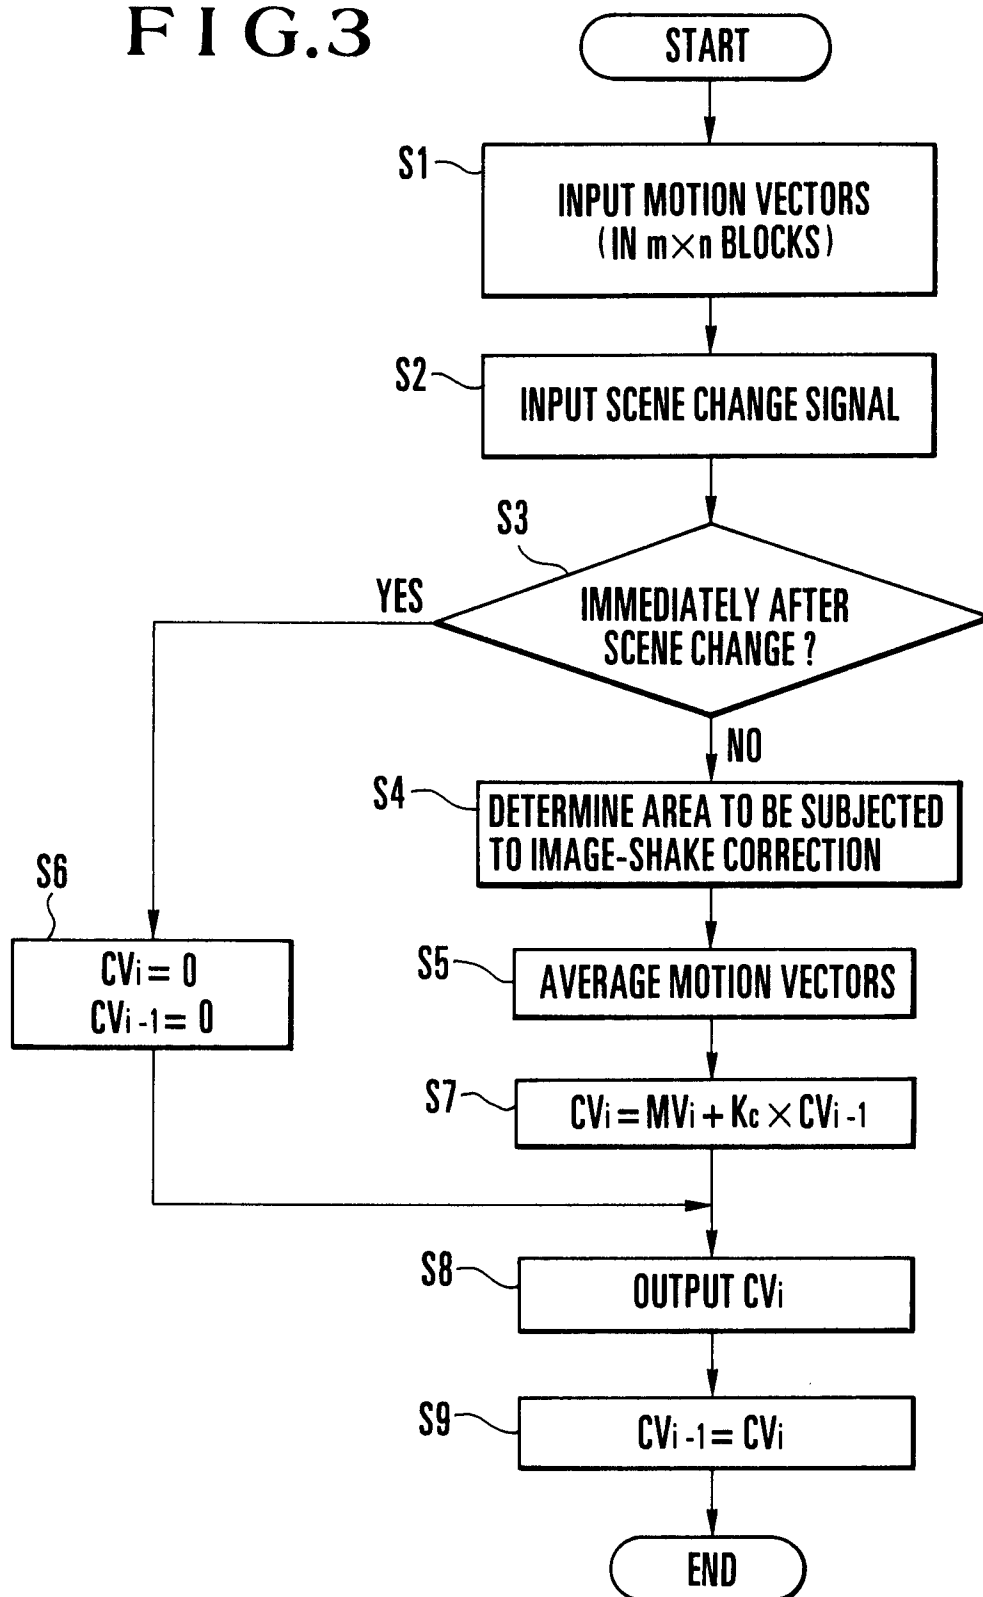 FIG.3
START
S1
INPUT MOTION VECTORS
(IN m×n BLOCKS)
S2
INPUT SCENE CHANGE SIGNAL
S3
YES
IMMEDIATELY AFTER
SCENE CHANGE?
NO
S4
DETERMINE AREA TO BE SUBJECTED
TO IMAGE-SHAKE CORRECTION
S6
CVi=0
CVi-1=0
S5
AVERAGE MOTION VECTORS
S7
CVi=MVi+Kc×CVi-1
S8
OUTPUT CVi
S9
CVi-1=CVi
END